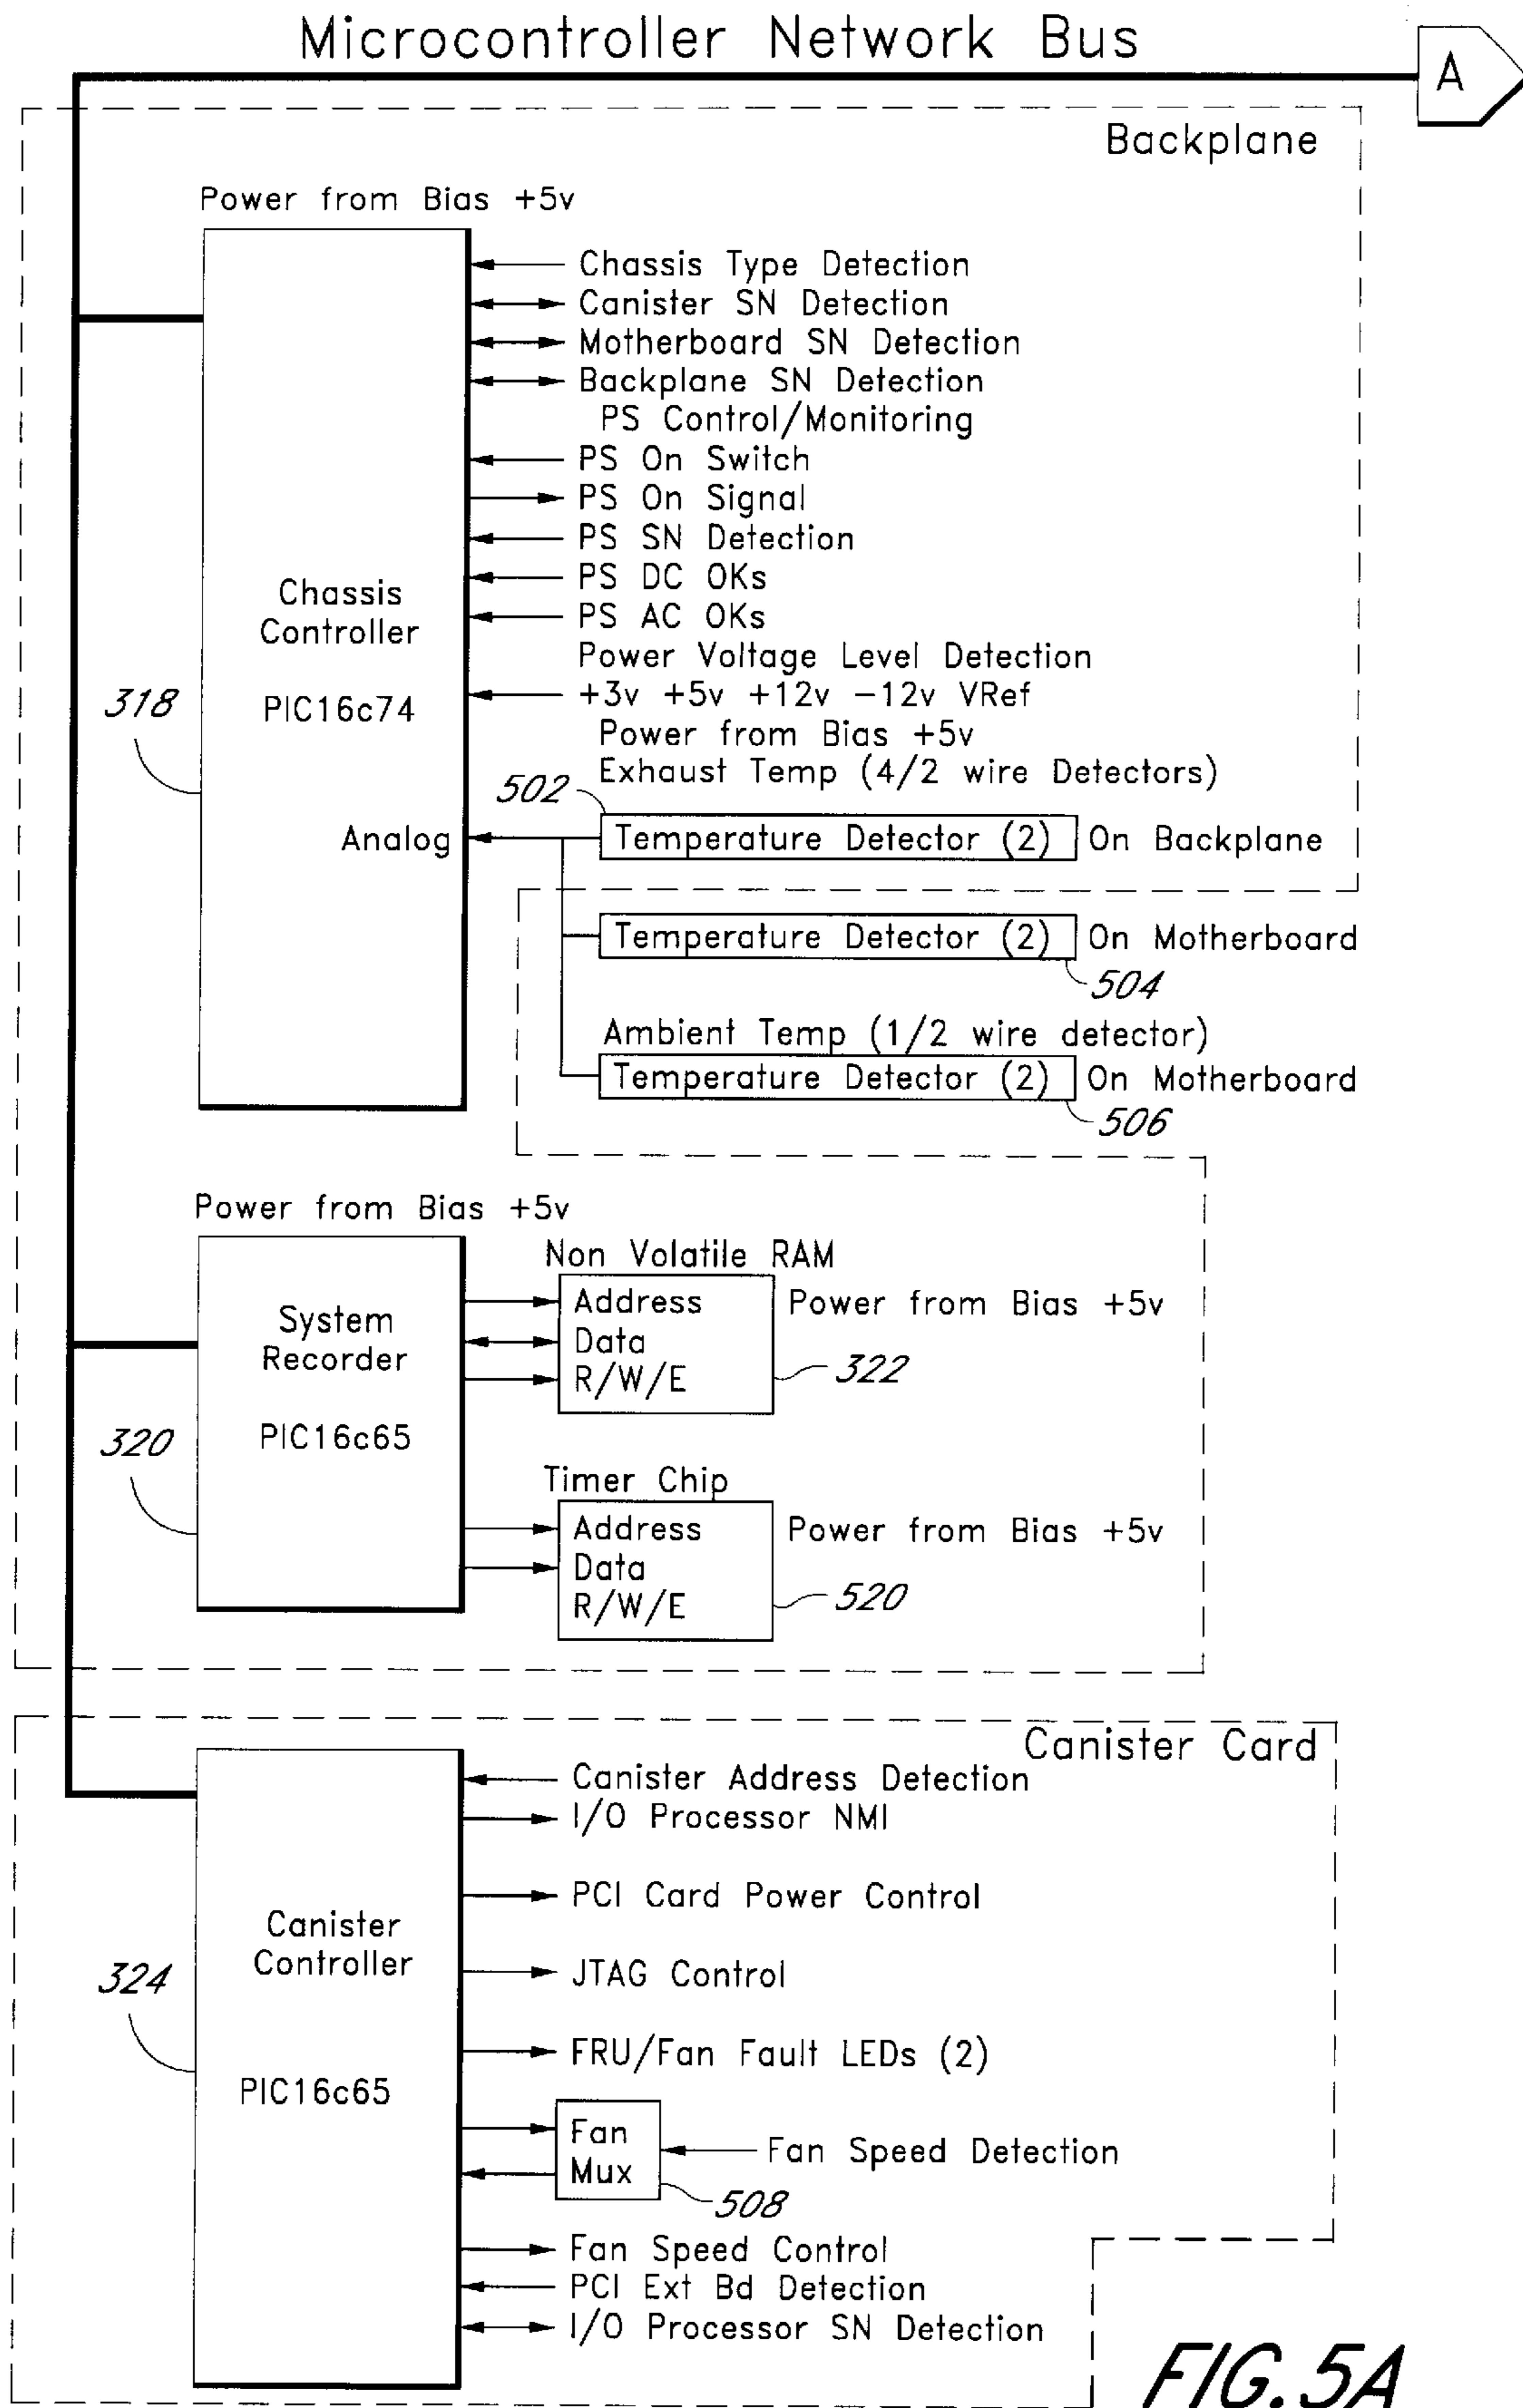 Microcontroller Network Bus
A
Backplane
Power from Bias +5v
Chassis Type Detection
Canister SN Detection
Motherboard SN Detection
Backplane SN Detection
PS Control/Monitoring
PS On Switch
PS On Signal
PS SN Detection
PS DC OKs
PS AC OKs
Power Voltage Level Detection
+3v +5v +12v -12v VRef
Power from Bias +5v
Exhaust Temp (4/2 wire Detectors)
Chassis
Controller
PIC16c74
318
Analog
502
Temperature Detector (2) On Backplane
Temperature Detector (2) On Motherboard
504
Ambient Temp (1/2 wire detector)
Temperature Detector (2) On Motherboard
506
Power from Bias +5v
System
Recorder
PIC16c65
320
Non Volatile RAM
Address
Data
R/W/E
Power from Bias +5v
322
Timer Chip
Address
Data
R/W/E
Power from Bias +5v
520
Canister Card
Canister
Controller
PIC16c65
324
Canister Address Detection
I/O Processor NMI
PCI Card Power Control
JTAG Control
FRU/Fan Fault LEDs (2)
Fan
Mux
Fan Speed Detection
508
Fan Speed Control
PCI Ext Bd Detection
I/O Processor SN Detection
FIG. 5A